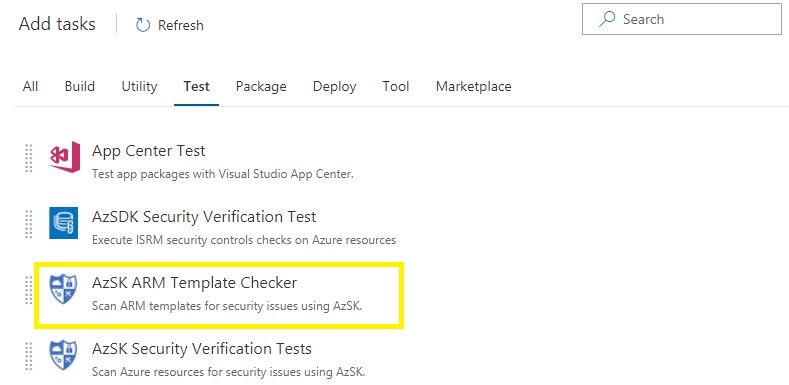 Add tasks
Refresh
Search
All
Build
Utility
Test
Package
Deploy
Tool
Marketplace
App Center Test
Test app packages with Visual Studio App Center.
AzSDK Security Verification Test
Execute ISRM security controls checks on Azure resources
AzSK ARM Template Checker
Scan ARM templates for security issues using AzSK.
AzSK Security Verification Tests
Scan Azure resources for security issues using AzSK.